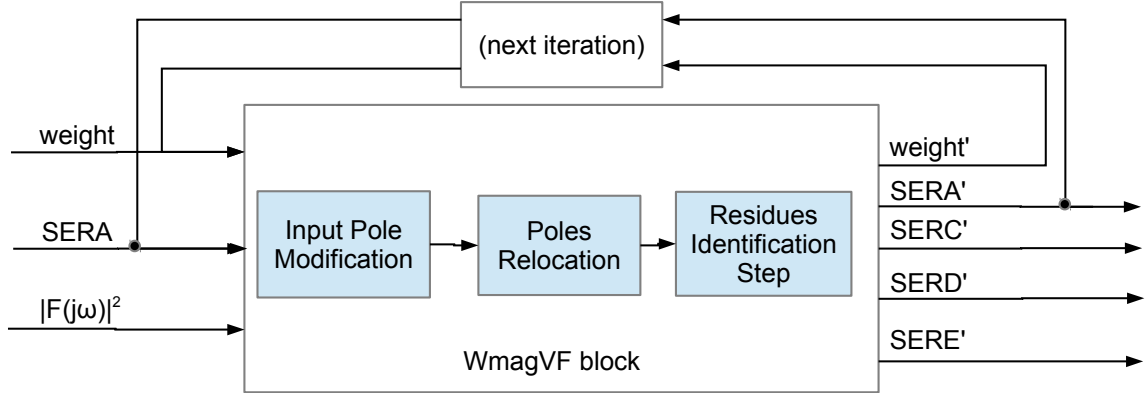 (next iteration)
weight
weight'
SERA
SERA'
Input Pole
Modification
Poles
Relocation
Residues
Identification
Step
SERC'
|F(jω)|²
SERD'
SERE'
WmagVF block